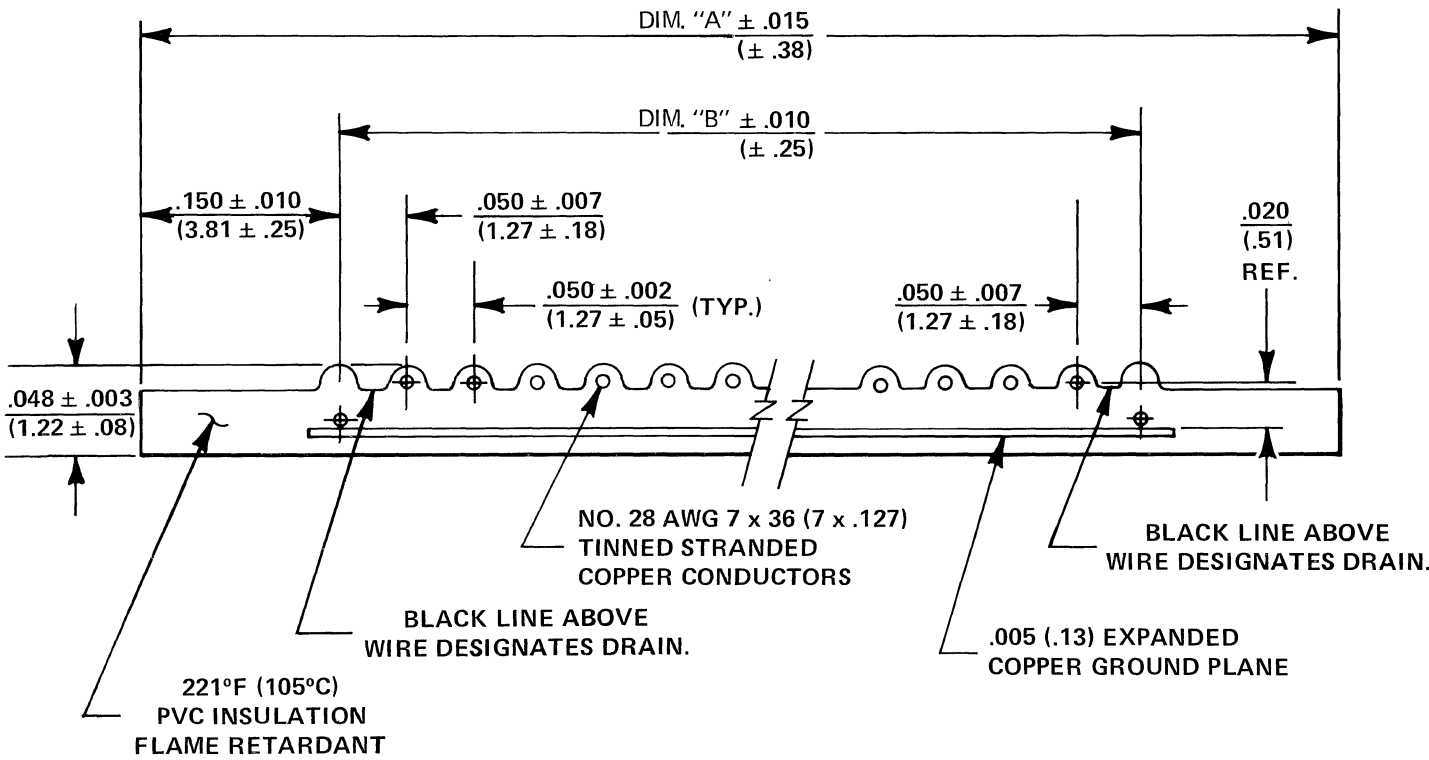 DIM. "A" ± .015
(± .38)
DIM. "B" ± .010
(± .25)
.150 ± .010
(3.81 ± .25)
.050 ± .007
(1.27 ± .18)
.020
(.51)
REF.
.050 ± .002 (TYP.)
(1.27 ± .05)
.050 ± .007
(1.27 ± .18)
.048 ± .003
(1.22 ± .08)
NO. 28 AWG 7 x 36 (7 x .127)
TINNED STRANDED
COPPER CONDUCTORS
BLACK LINE ABOVE
WIRE DESIGNATES DRAIN.
BLACK LINE ABOVE
WIRE DESIGNATES DRAIN.
.005 (.13) EXPANDED
COPPER GROUND PLANE
221ºF (105ºC)
PVC INSULATION
FLAME RETARDANT